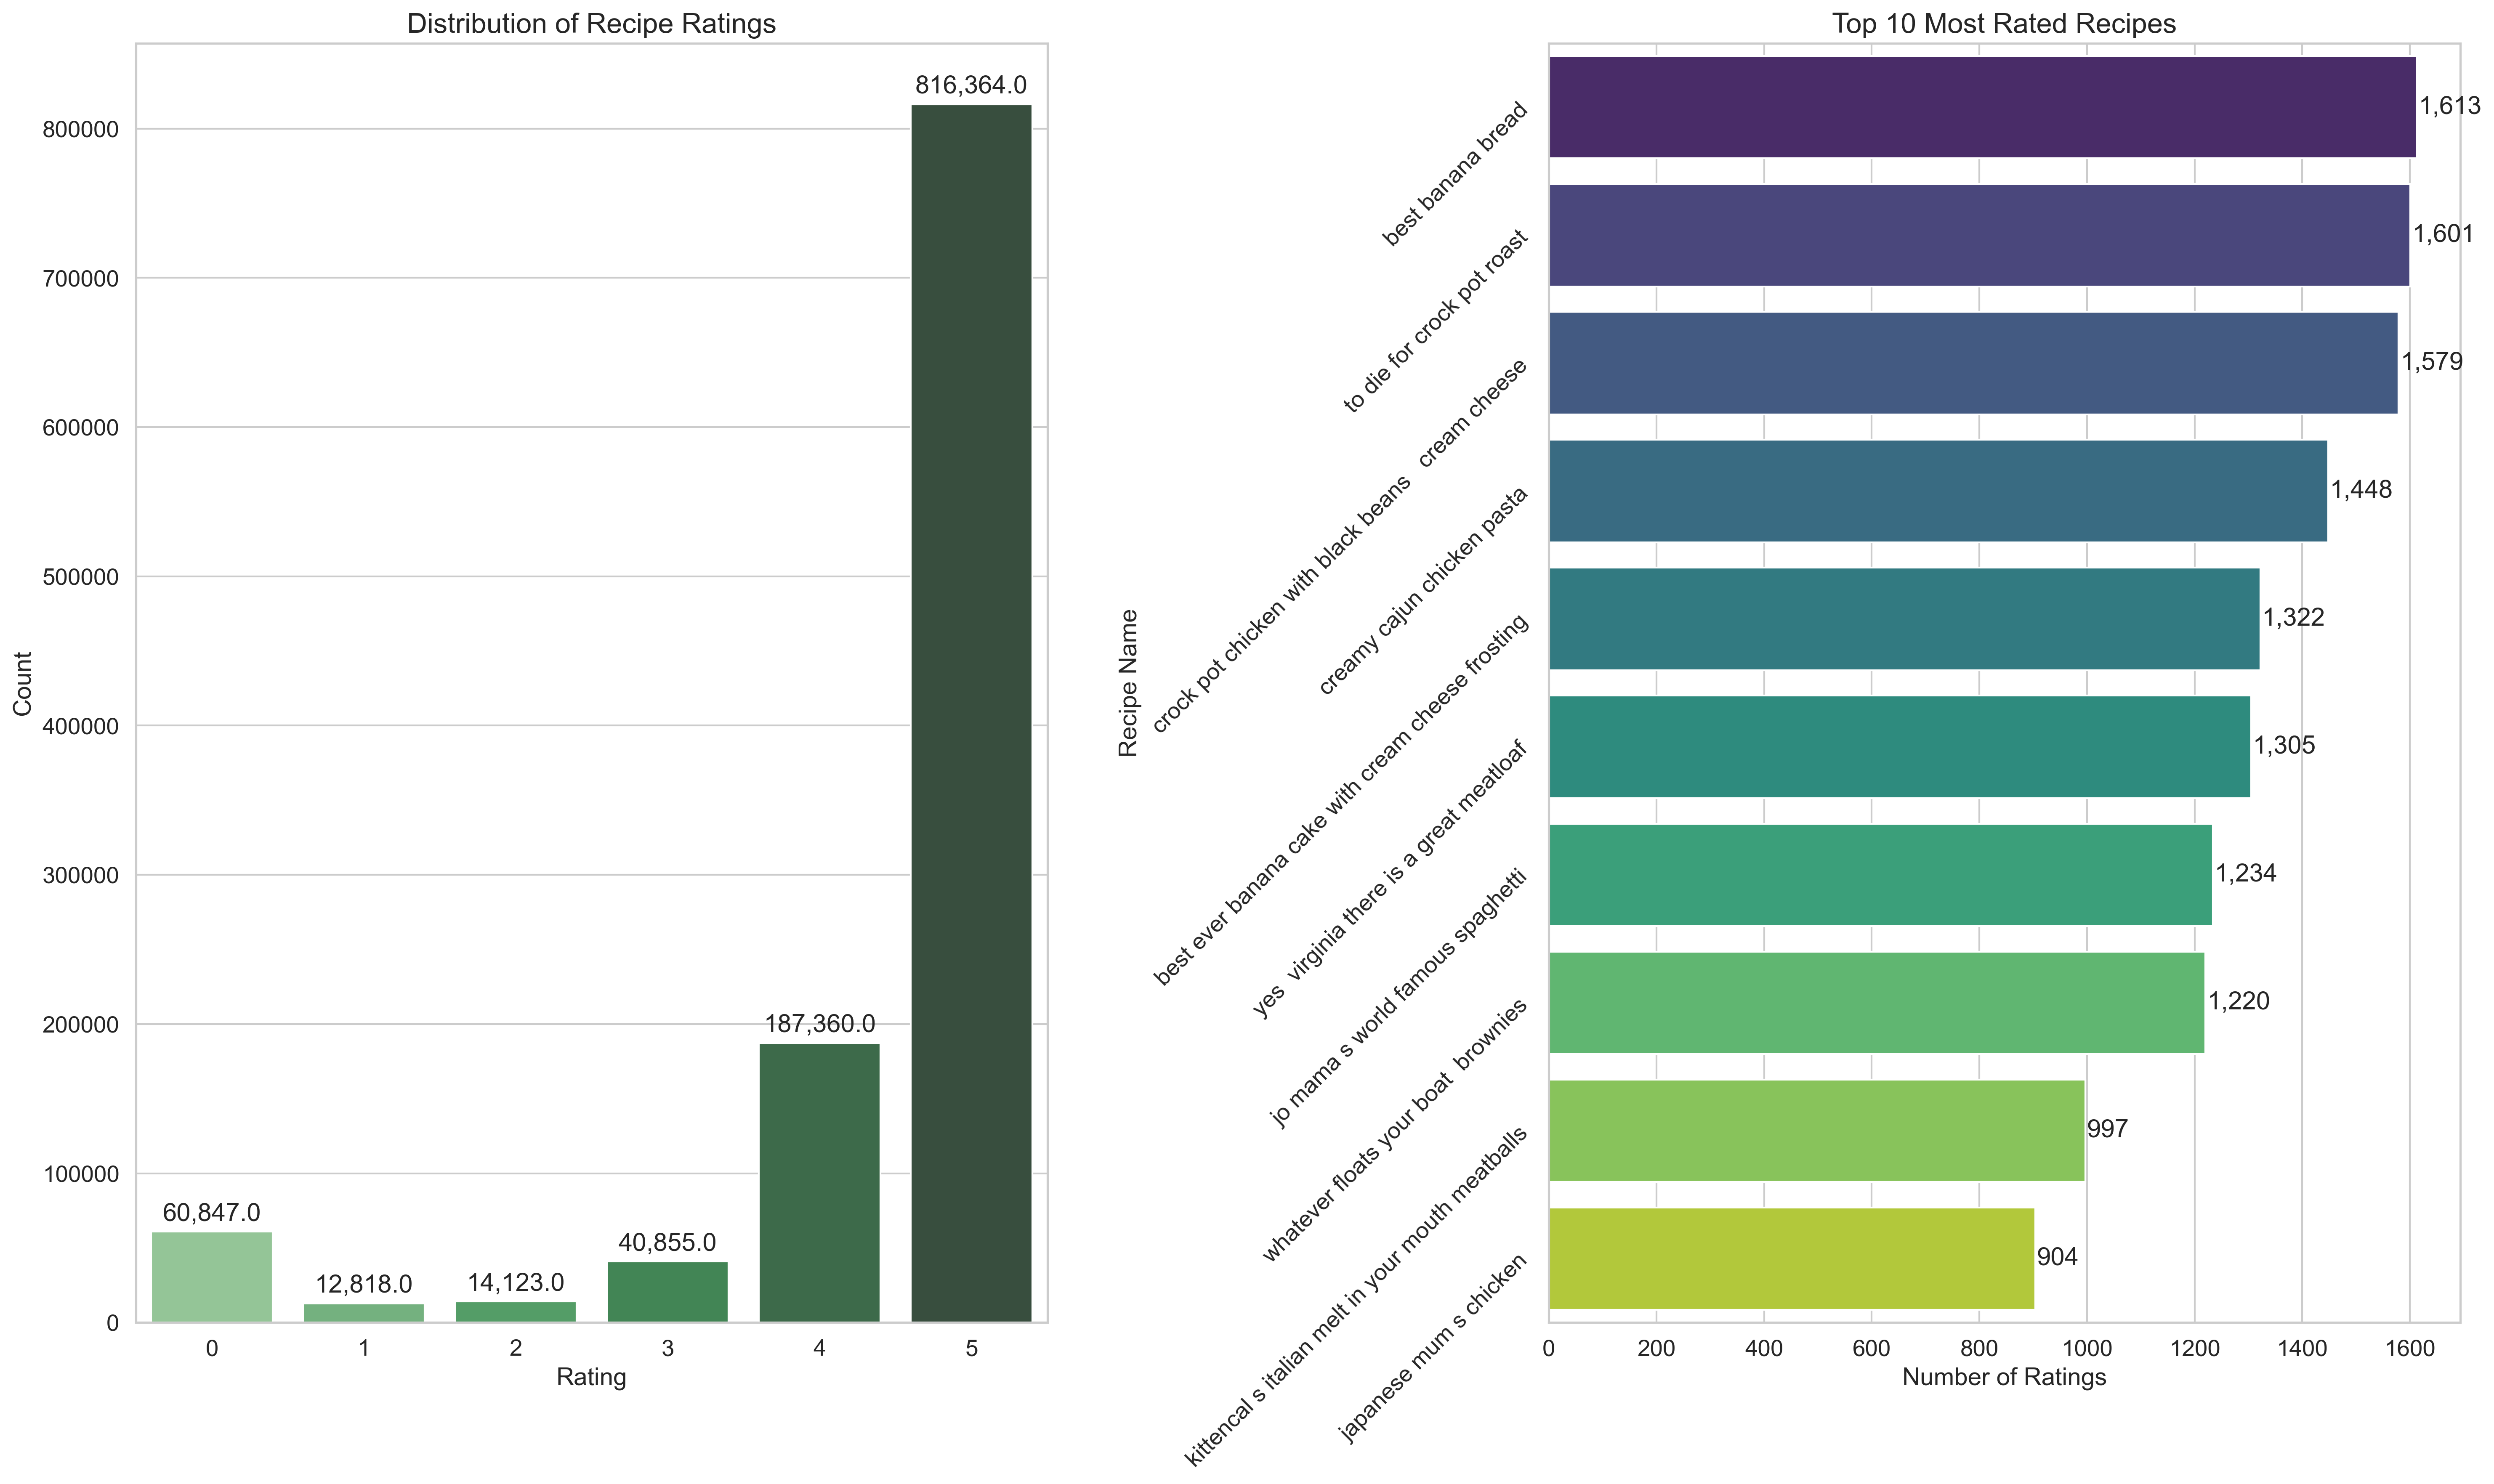 Distribution of Recipe Ratings
Count
800000
700000
600000
500000
400000
300000
200000
100000
0
60,847.0
12,818.0
14,123.0
40,855.0
187,360.0
816,364.0
0 1 2 3 4 5
Rating
Top 10 Most Rated Recipes
Recipe Name
best banana bread
1,613
to die for crock pot roast
1,601
crock pot chicken with black beans   cream cheese
1,579
creamy cajun chicken pasta
1,448
best ever banana cake with cream cheese frosting
1,322
yes  virginia there is a great meatloaf
1,305
jo mama s world famous spaghetti
1,234
whatever floats your boat  brownies
1,220
kittencal s italian melt in your mouth meatballs
997
japanese mum s chicken
904
0 200 400 600 800 1000 1200 1400 1600
Number of Ratings